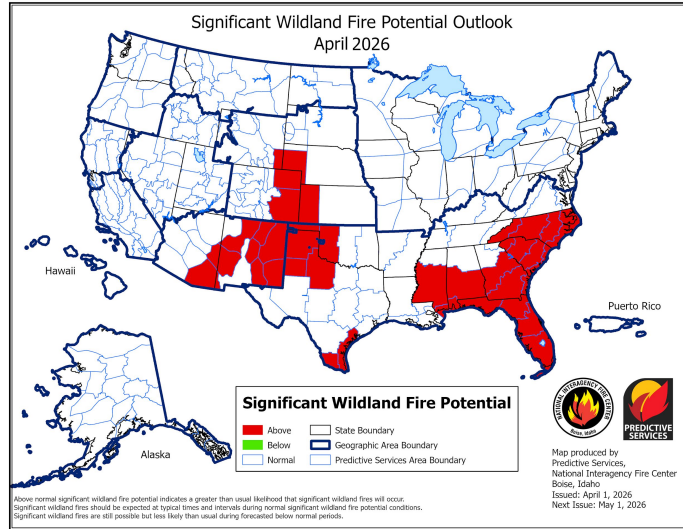 Significant Wildland Fire Potential Outlook
April 2026
Hawaii
Puerto Rico
Alaska
Significant Wildland Fire Potential
Above
State Boundary
Below
Geographic Area Boundary
Normal
Predictive Services Area Boundary
NATIONAL INTERAGENCY FIRE CENTER
Boise, Idaho
PREDICTIVE
SERVICES
Map produced by
Predictive Services,
National Interagency Fire Center
Boise, Idaho
Issued: April 1, 2026
Next Issue: May 1, 2026
Above normal significant wildland fire potential indicates a greater than usual likelihood that significant wildland fires will occur.
Significant wildland fires should be expected at typical times and intervals during normal significant wildland fire potential conditions.
Significant wildland fires are still possible but less likely than usual during forecasted below normal periods.